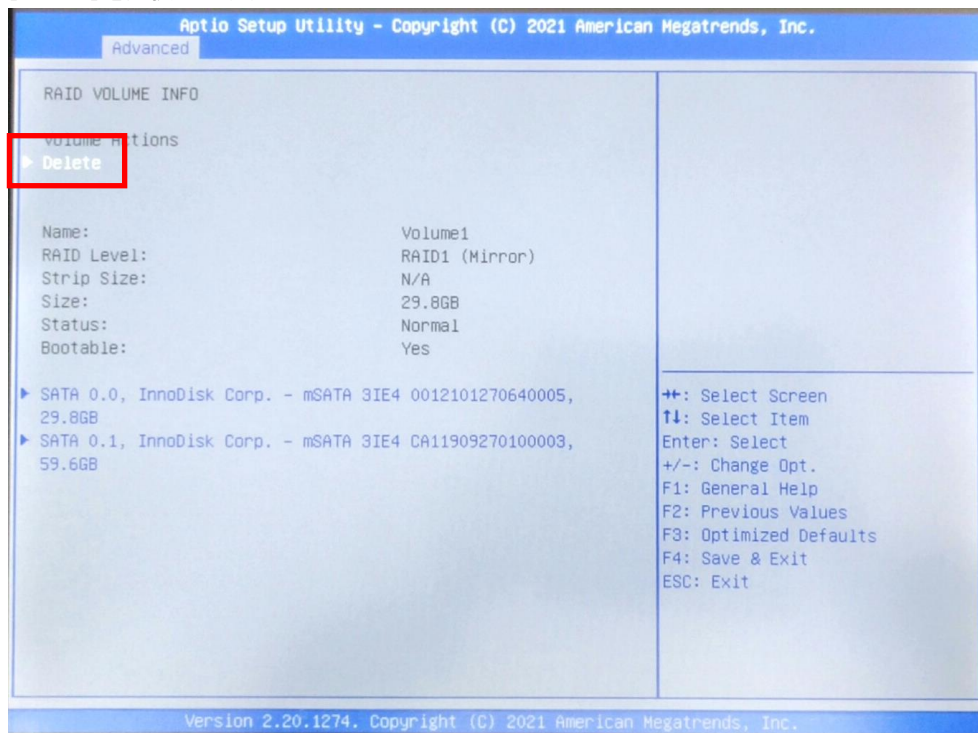 Aptio Setup Utility – Copyright (C) 2021 American Megatrends, Inc.
Advanced
RAID VOLUME INFO
Volume Actions
Delete
Name: Volume1
RAID Level: RAID1 (Mirror)
Strip Size: N/A
Size: 29.8GB
Status: Normal
Bootable: Yes
SATA 0.0, InnoDisk Corp. – mSATA 3IE4 0012101270640005,
29.8GB
SATA 0.1, InnoDisk Corp. – mSATA 3IE4 CA11909270100003,
59.6GB
→←: Select Screen
↑↓: Select Item
Enter: Select
+/-: Change Opt.
F1: General Help
F2: Previous Values
F3: Optimized Defaults
F4: Save & Exit
ESC: Exit
Version 2.20.1274. Copyright (C) 2021 American Megatrends, Inc.